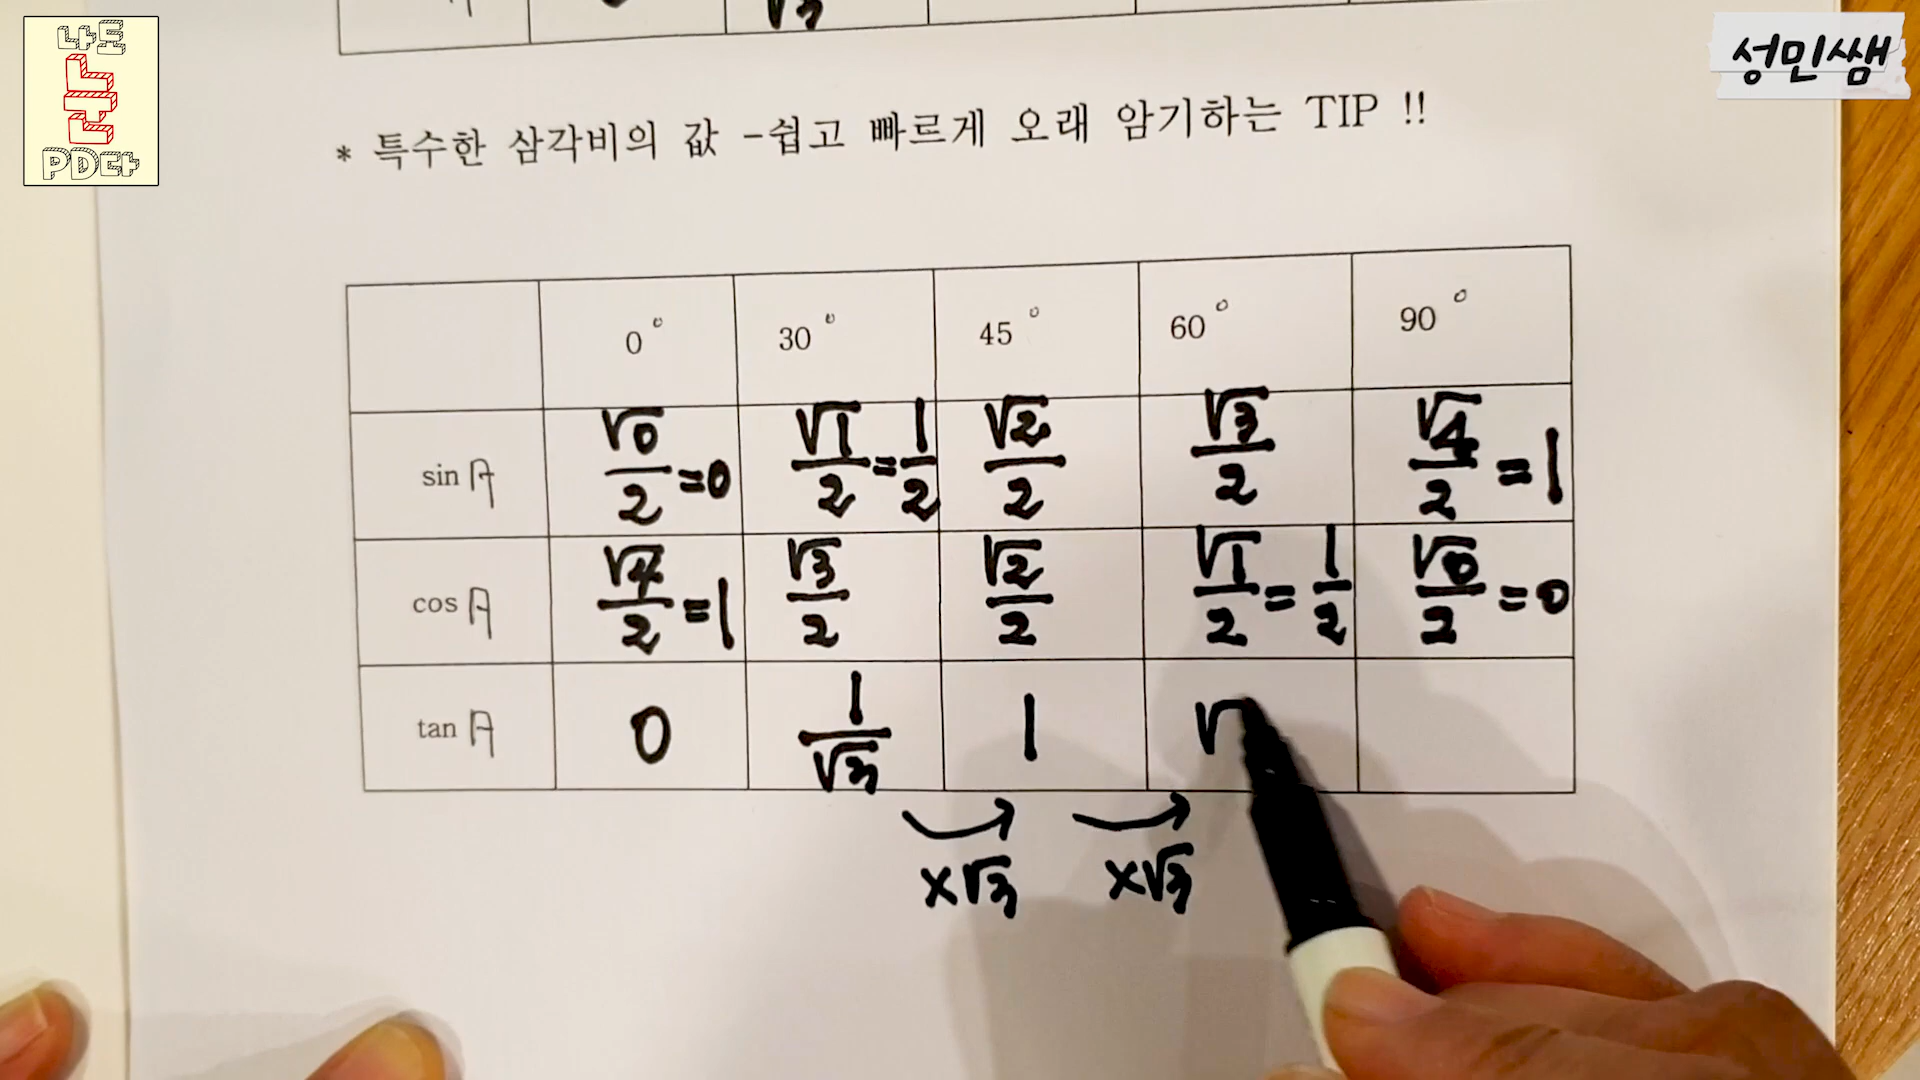 나도
눈
PD다
성민쌤
√3
* 특수한 삼각비의 값 -쉽고 빠르게 오래 암기하는 TIP !!
0° 30° 45° 60° 90°
sin A √0/2=0 √1/2=1/2 √2/2 √3/2 √4/2=1
cos A √4/2=1 √3/2 √2/2 √1/2=1/2 √0/2=0
tan A 0 1/√3 1 √
×√3 ×√3